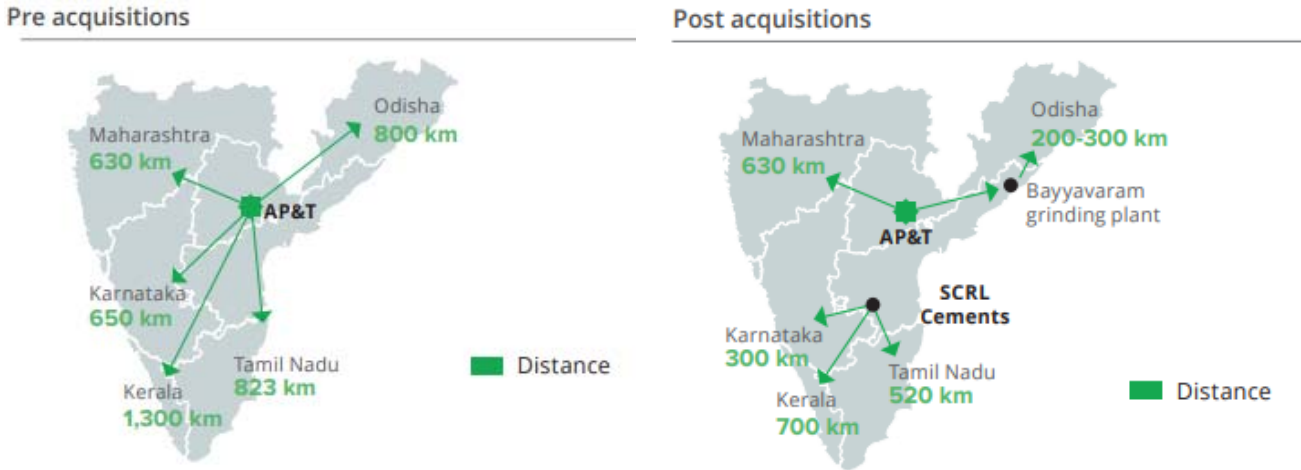 Pre acquisitions
Maharashtra
630 km
Odisha
800 km
AP&T
Karnataka
650 km
Kerala
1,300 km
Tamil Nadu
823 km
Distance
Post acquisitions
Maharashtra
630 km
Odisha
200-300 km
Bayyavaram
grinding plant
AP&T
SCRL
Cements
Karnataka
300 km
Kerala
700 km
Tamil Nadu
520 km
Distance